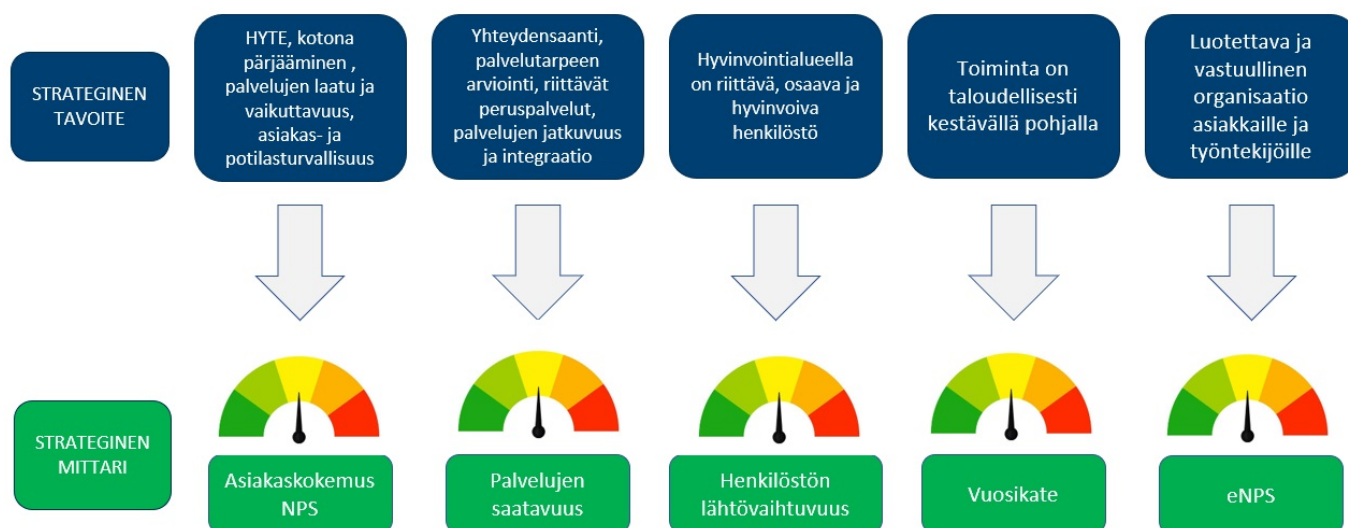 STRATEGINEN
TAVOITE
HYTE, kotona
pärjääminen ,
palvelujen laatu ja
vaikuttavuus,
asiakas- ja
potilasturvallisuus
Yhteydensaanti,
palvelutarpeen
arviointi, riittävät
peruspalvelut,
palvelujen jatkuvuus
ja integraatio
Hyvinvointialueella
on riittävä, osaava ja
hyvinvoiva
henkilöstö
Toiminta on
taloudellisesti
kestävällä pohjalla
Luotettava ja
vastuullinen
organisaatio
asiakkaille ja
työntekijöille
STRATEGINEN
MITTARI
Asiakaskokemus
NPS
Palvelujen
saatavuus
Henkilöstön
lähtövaihtuvuus
Vuosikate
eNPS